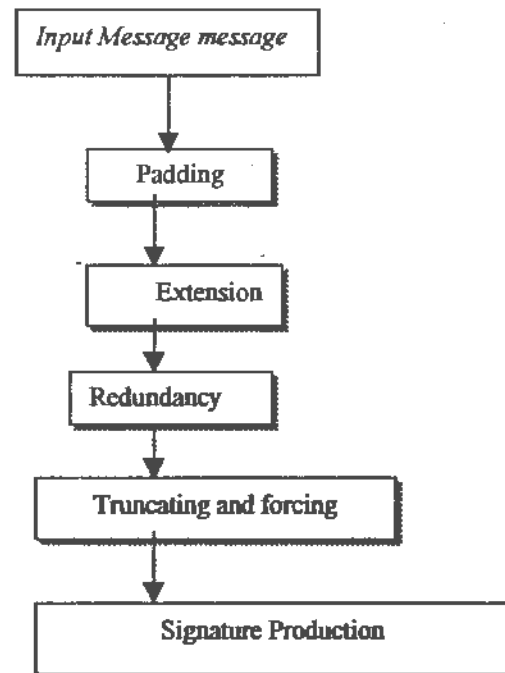 Input Message message
Padding
Extension
Redundancy
Truncating and forcing
Signature Production